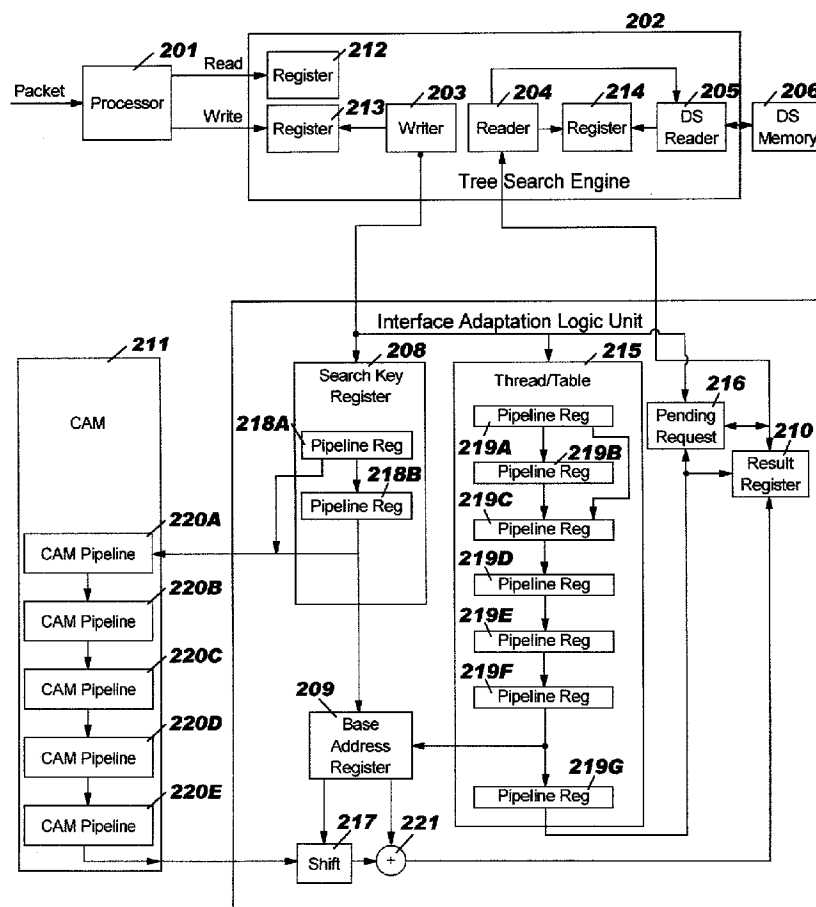 202
201
Read
212
Packet
Processor
Register
213
203
204
214
205
206
Write
Register
Writer
Reader
Register
DS
Reader
DS
Memory
Tree Search Engine
Interface Adaptation Logic Unit
211
208
215
CAM
Search Key
Register
Thread/Table
216
218A
Pipeline Reg
Pipeline Reg
Pending
Request
210
219A
219B
218B
Pipeline Reg
Result
Register
Pipeline Reg
219C
220A
Pipeline Reg
CAM Pipeline
219D
220B
Pipeline Reg
CAM Pipeline
219E
Pipeline Reg
220C
219F
CAM Pipeline
209
Pipeline Reg
220D
Base
Address
Register
CAM Pipeline
219G
220E
Pipeline Reg
CAM Pipeline
217
221
Shift
+